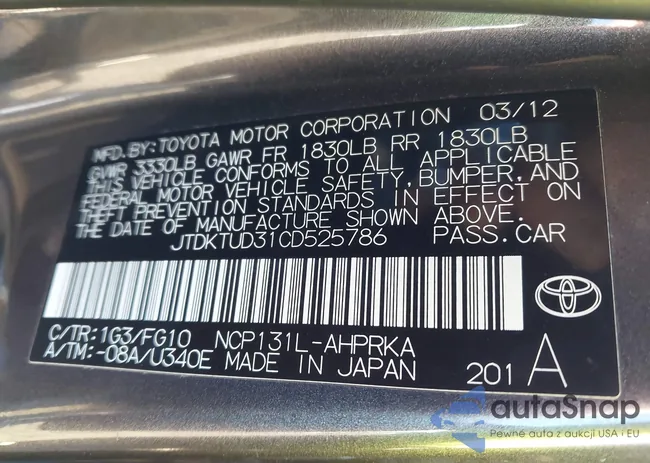 MFD.BY:TOYOTA MOTOR CORPORATION 03/12
GVWR 3330LB GAWR FR 1830LB RR 1830LB
THIS VEHICLE CONFORMS TO ALL APPLICABLE
FEDERAL MOTOR VEHICLE SAFETY,BUMPER,AND
THEFT PREVENTION STANDARDS IN EFFECT ON
THE DATE OF MANUFACTURE SHOWN ABOVE.
JTDKTUD31CD525786 PASS.CAR
C/TR:1G3/FG10 NCP131L-AHPRKA
A/TM:-08A/U340E MADE IN JAPAN 201A
autaSnap
Pewne auta z aukcji USA i EU